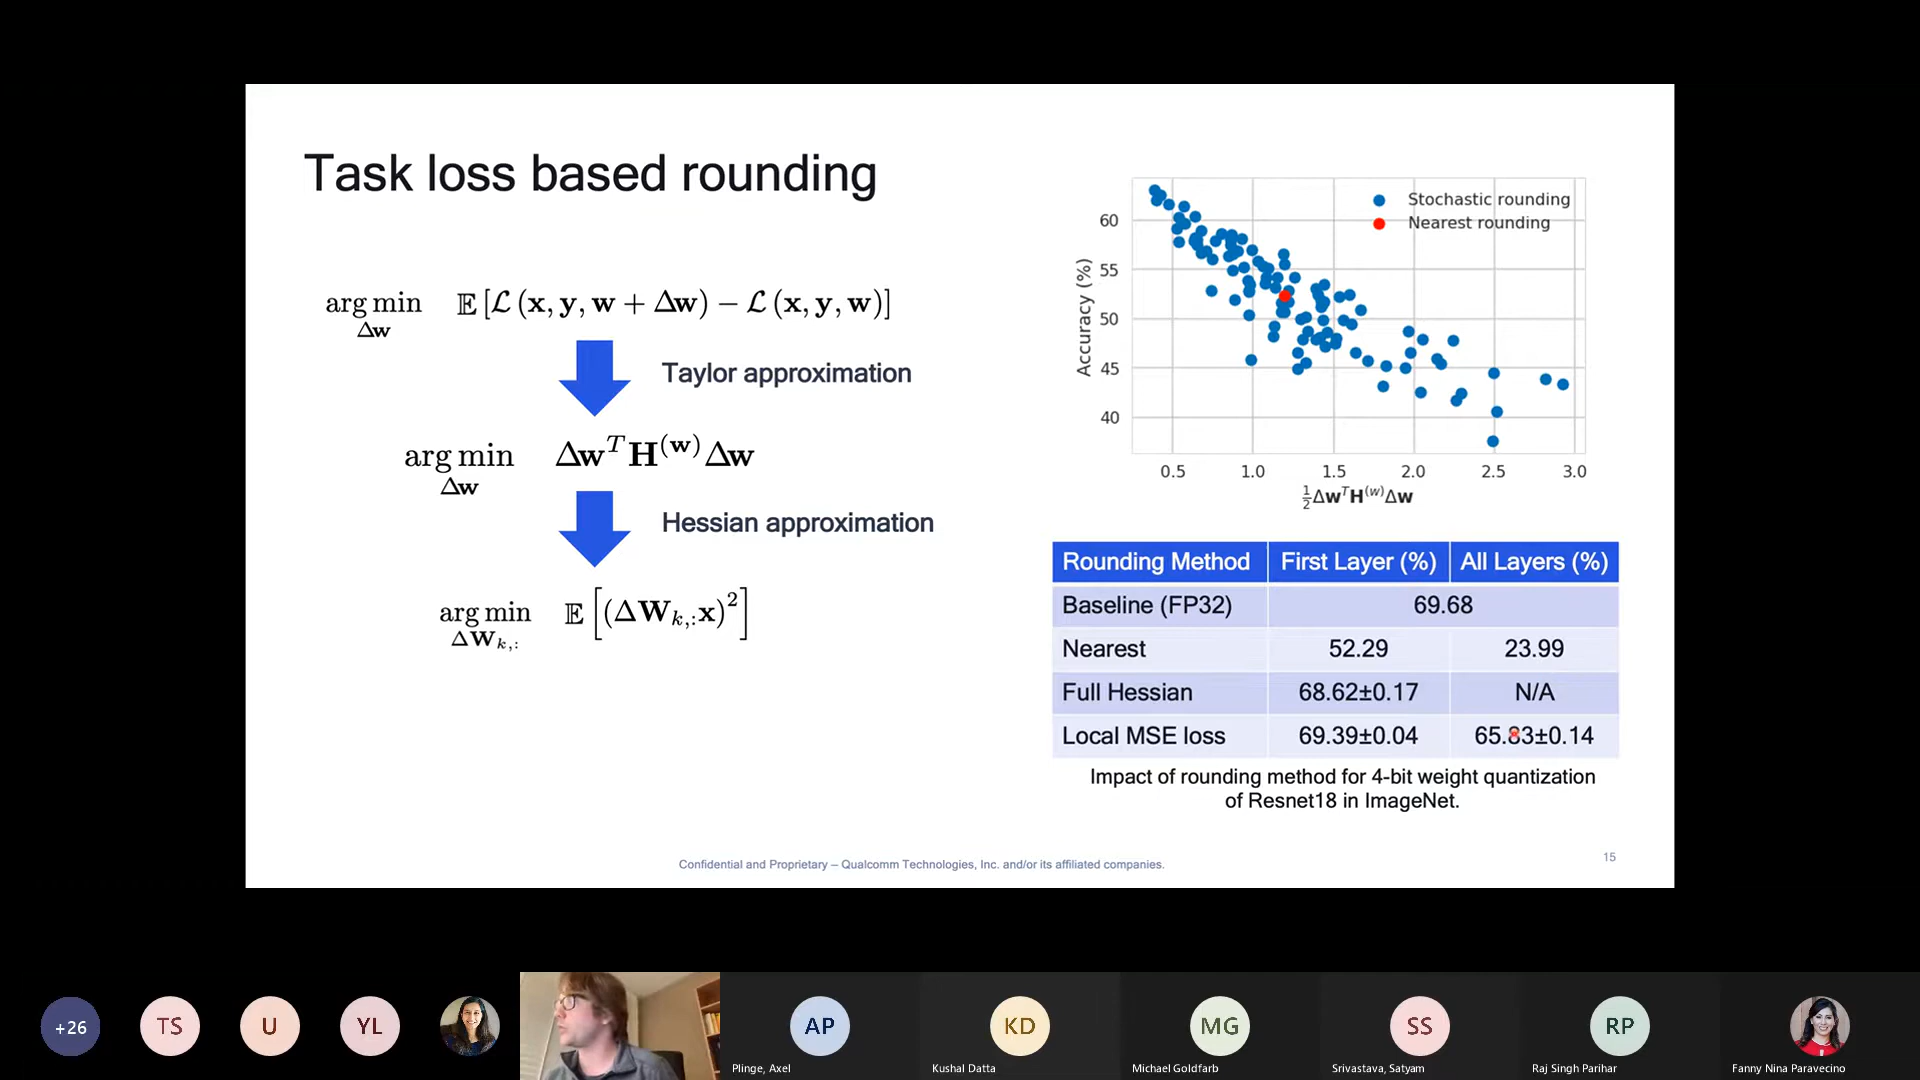 Task loss based rounding
arg min E [L (x, y, w + Δw) − L (x, y, w)]
Δw
Taylor approximation
arg min Δw^T H^(w) Δw
Δw
Hessian approximation
arg min E [(ΔW_k,: x)^2]
ΔW_k,:
Stochastic rounding
Nearest rounding
Accuracy (%)
60
55
50
45
40
0.5 1.0 1.5 2.0 2.5 3.0
½Δw^T H^(w) Δw
Rounding Method First Layer (%) All Layers (%)
Baseline (FP32) 69.68
Nearest 52.29 23.99
Full Hessian 68.62±0.17 N/A
Local MSE loss 69.39±0.04 65.83±0.14
Impact of rounding method for 4-bit weight quantization
of Resnet18 in ImageNet.
Confidential and Proprietary – Qualcomm Technologies, Inc. and/or its affiliated companies.
15
+26 TS U YL AP KD MG SS RP
Plinge, Axel Kushal Datta Michael Goldfarb Srivastava, Satyam Raj Singh Parihar Fanny Nina Paravecino